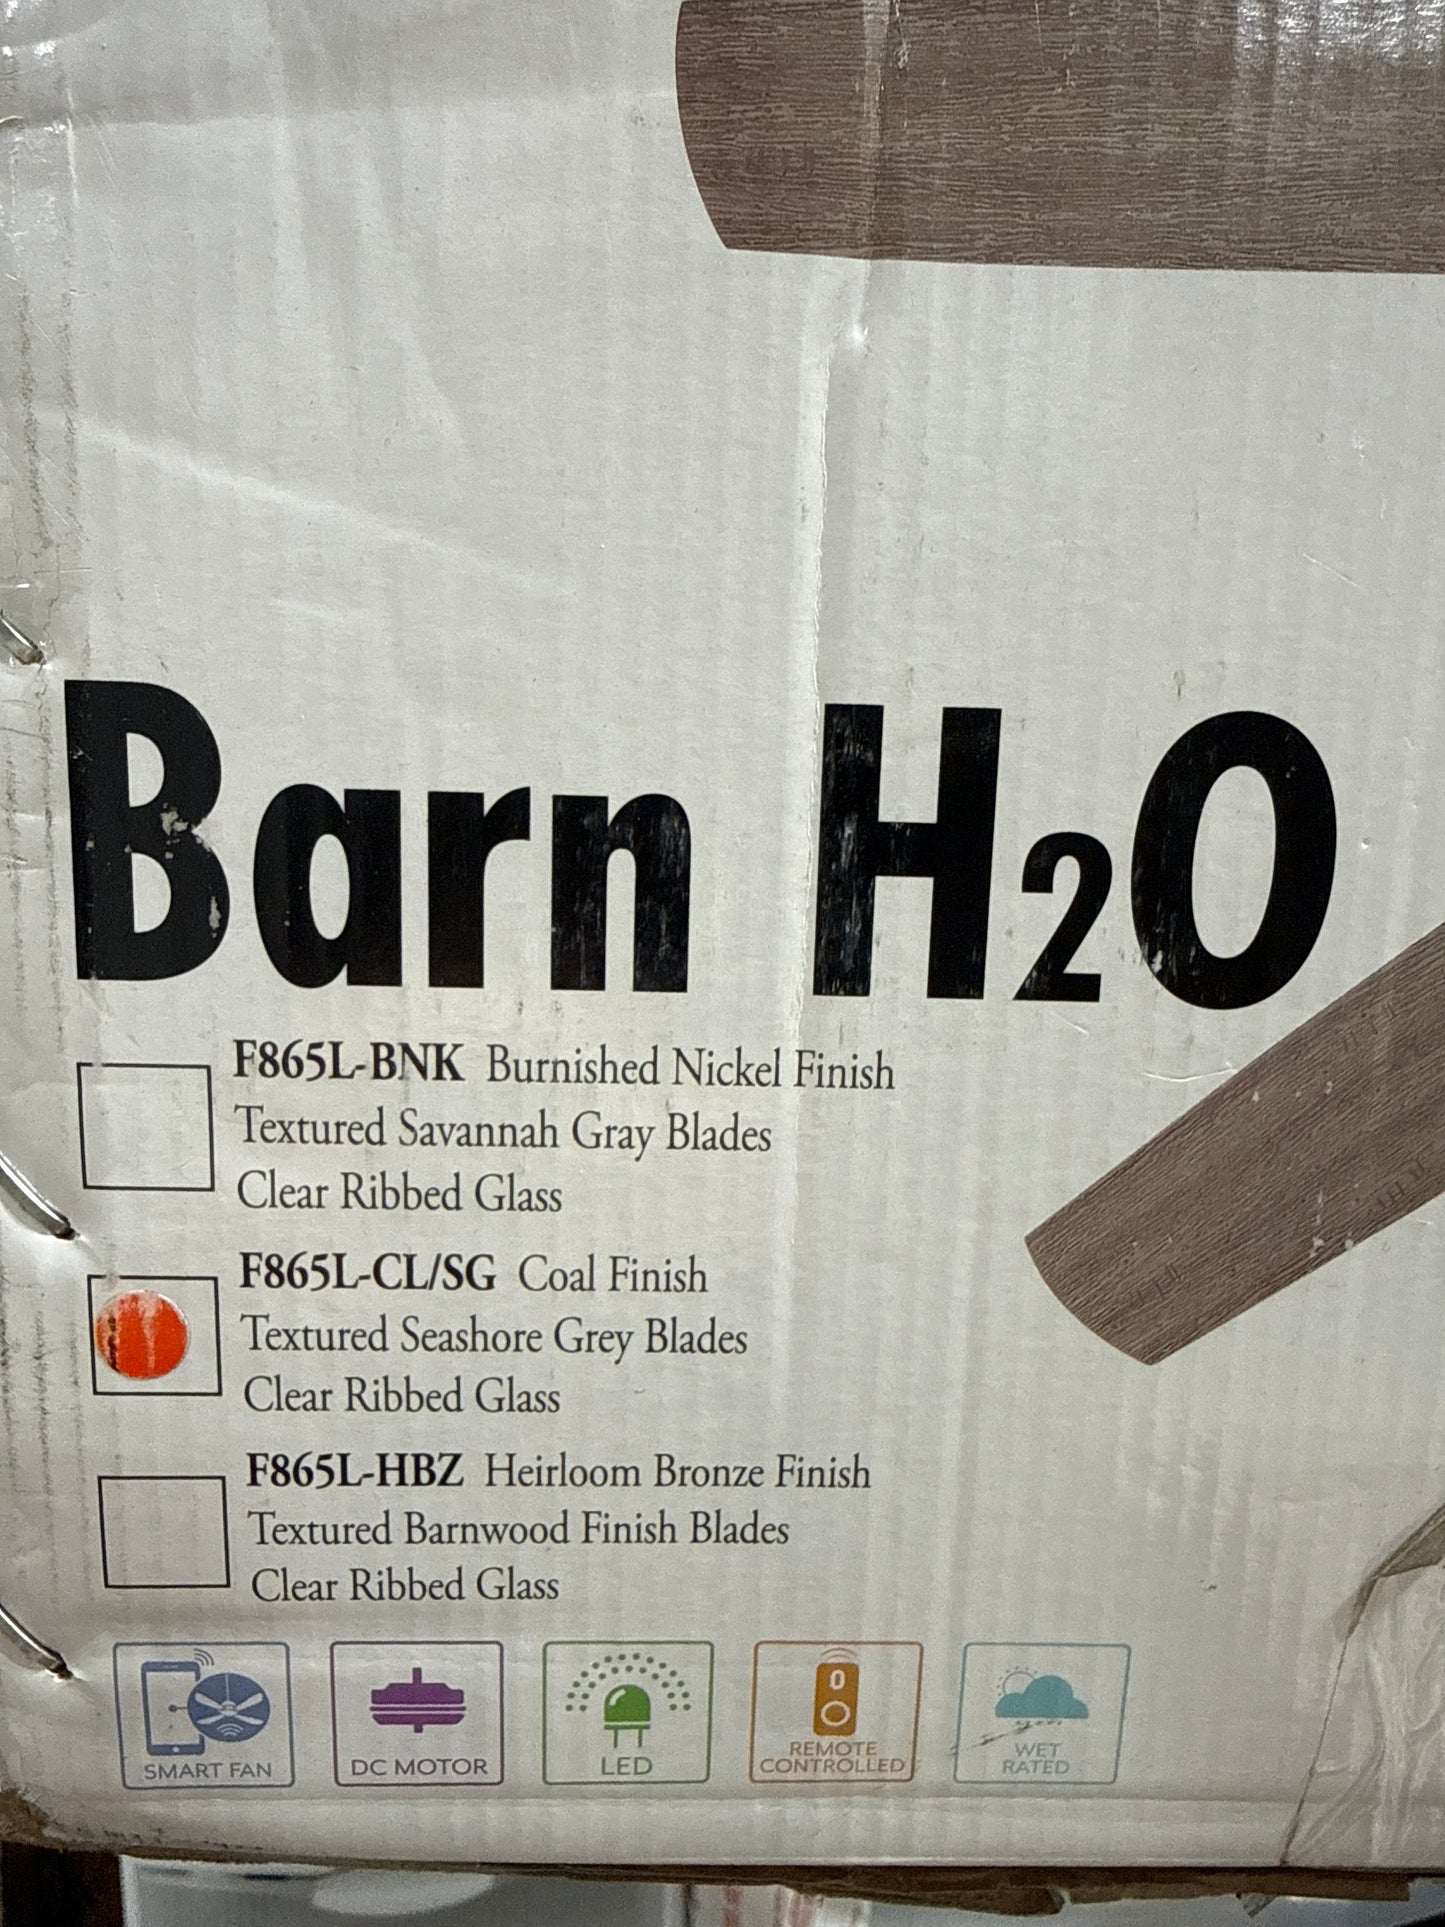 Barn H2O
F865L-BNK Burnished Nickel Finish
Textured Savannah Gray Blades
Clear Ribbed Glass
F865L-CL/SG Coal Finish
Textured Seashore Grey Blades
Clear Ribbed Glass
F865L-HBZ Heirloom Bronze Finish
Textured Barnwood Finish Blades
Clear Ribbed Glass
SMART FAN
DC MOTOR
LED
REMOTE
CONTROLLED
WET
RATED